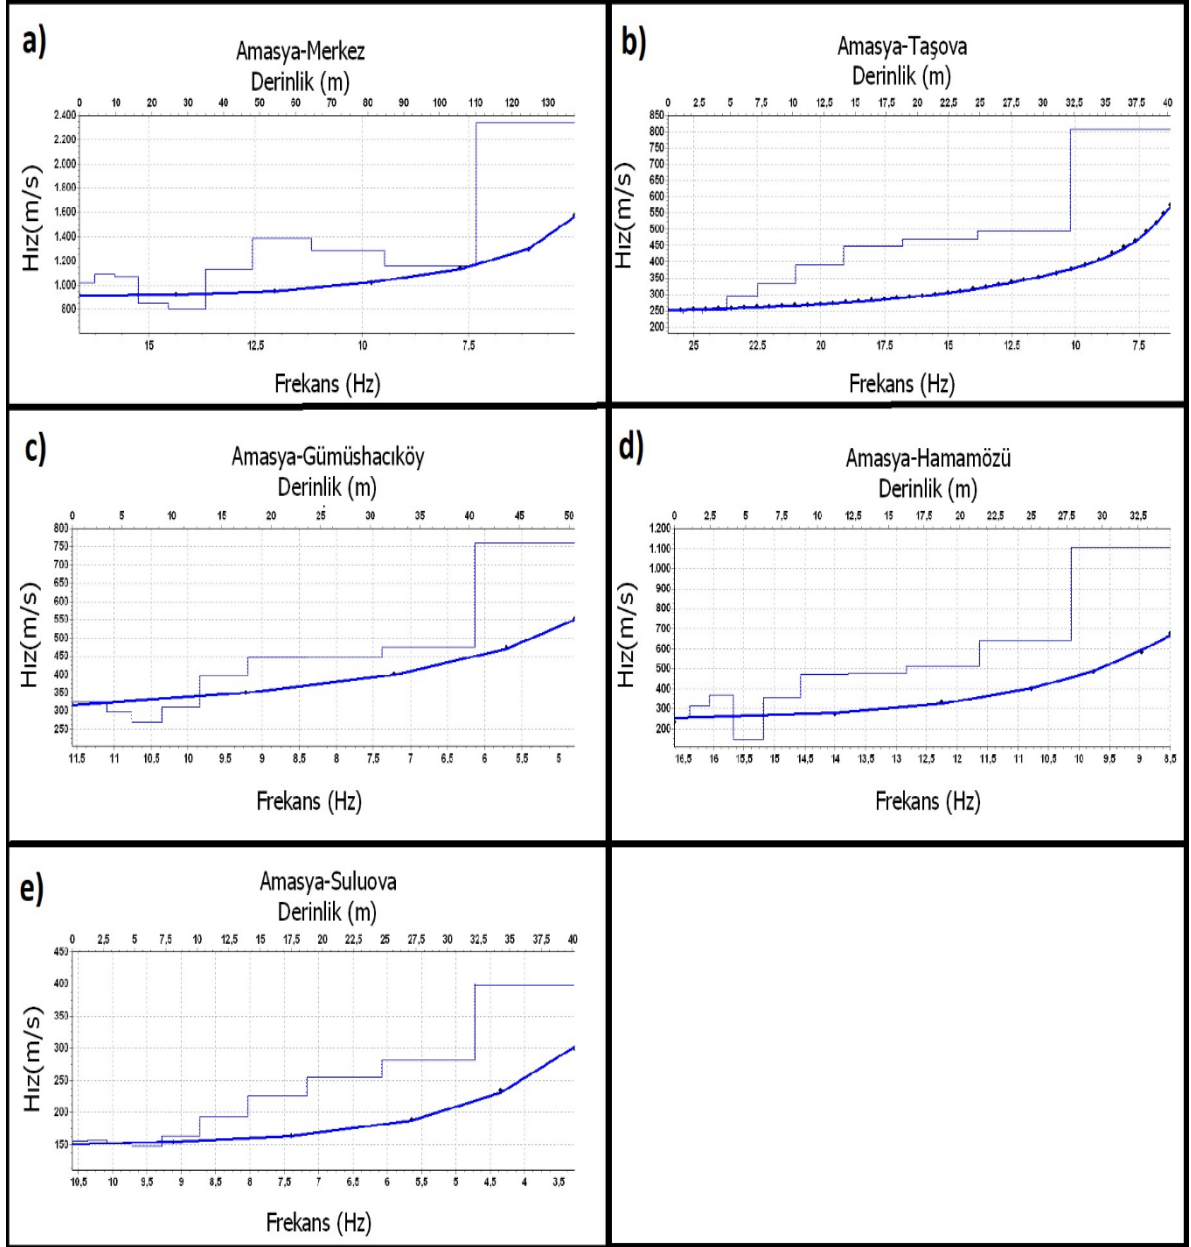 a)
Amasya-Merkez
Derinlik (m)
0 10 20 30 40 50 60 70 80 90 100 110 120 130
2.400
2.200
2.000
1.800
1.600
1.400
1.200
1.000
800
Hız(m/s)
15 12.5 10 7.5
Frekans (Hz)
b)
Amasya-Taşova
Derinlik (m)
0 2,5 5 7,5 10 12,5 15 17,5 20 22,5 25 27,5 30 32,5 35 37,5 40
850
800
750
700
650
600
550
500
450
400
350
300
250
200
Hız(m/s)
25 22.5 20 17.5 15 12.5 10 7.5
Frekans (Hz)
c)
Amasya-Gümüshacıköy
Derinlik (m)
0 5 10 15 20 25 30 35 40 45 50
800
750
700
650
600
550
500
450
400
350
300
250
Hız(m/s)
11.5 11 10.5 10 9.5 9 8.5 8 7.5 7 6.5 6 5.5 5
Frekans (Hz)
d)
Amasya-Hamamözü
Derinlik (m)
0 2,5 5 7,5 10 12,5 15 17,5 20 22,5 25 27,5 30 32,5
1.200
1.100
1.000
900
800
700
600
500
400
300
200
Hız(m/s)
16,5 16 15,5 15 14,5 14 13,5 13 12,5 12 11,5 11 10,5 10 9,5 9 8,5
Frekans (Hz)
e)
Amasya-Suluova
Derinlik (m)
0 2,5 5 7,5 10 12,5 15 17,5 20 22,5 25 27,5 30 32,5 35 37,5 40
450
400
350
300
250
200
150
Hız(m/s)
10,5 10 9,5 9 8,5 8 7,5 7 6,5 6 5,5 5 4,5 4 3,5
Frekans (Hz)